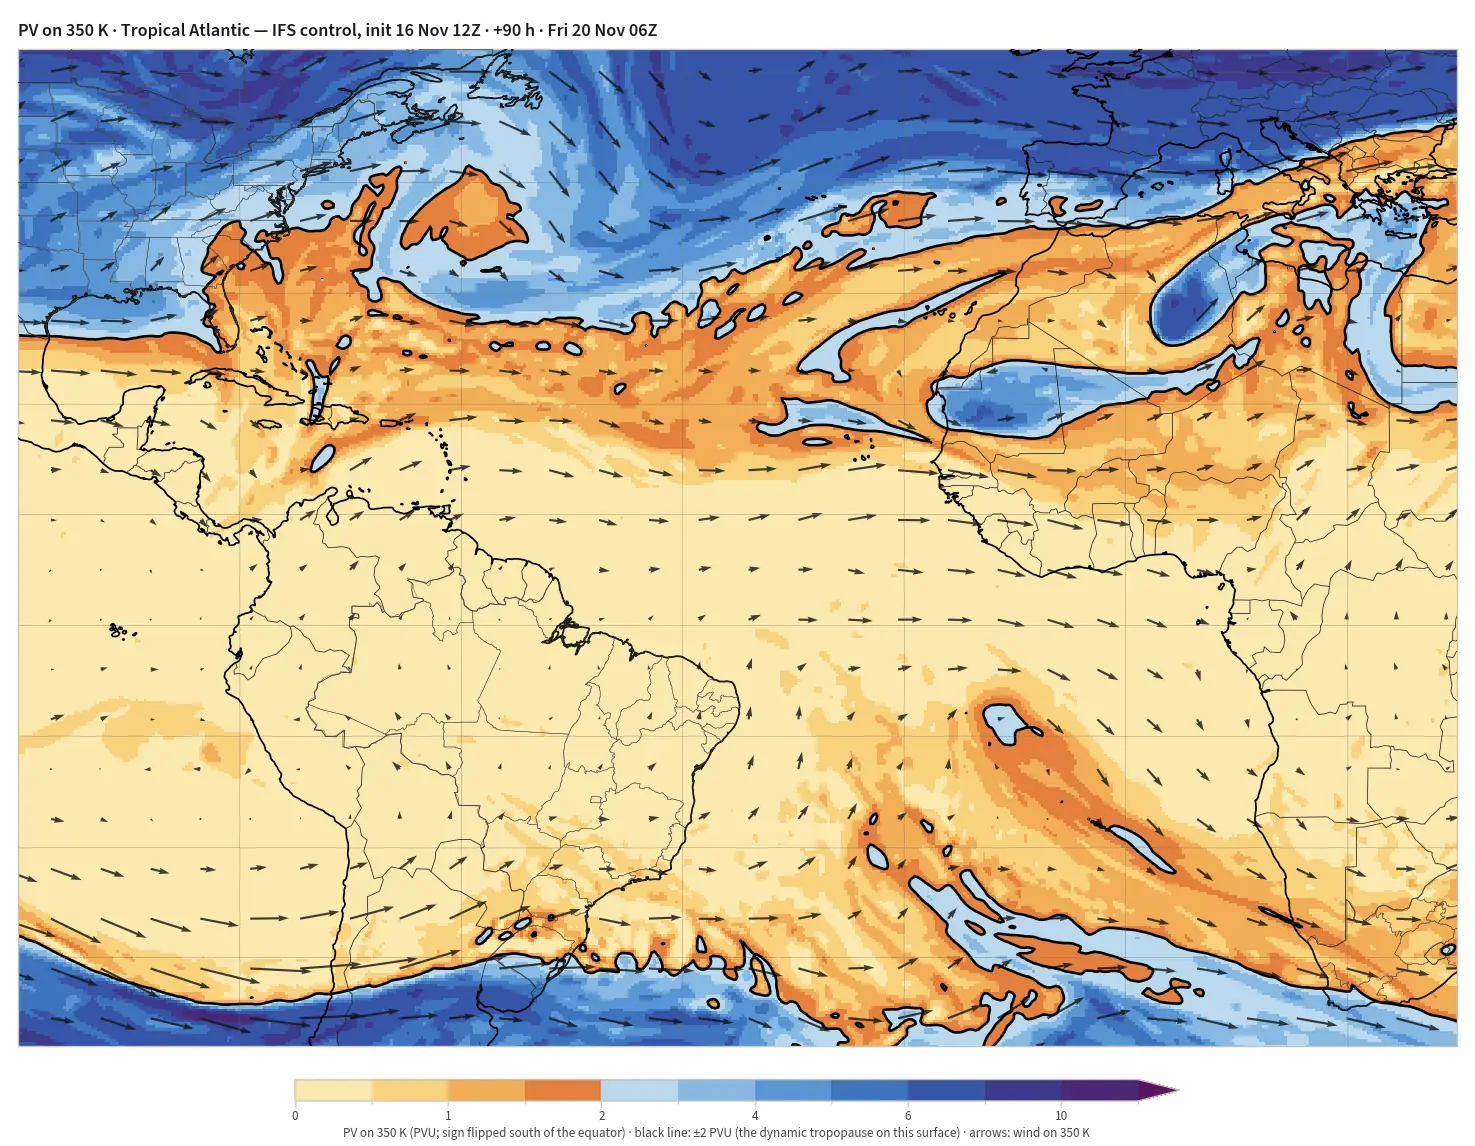 PV on 350 K · Tropical Atlantic — IFS control, init 16 Nov 12Z · +90 h · Fri 20 Nov 06Z
0 1 2 4 6 10
PV on 350 K (PVU; sign flipped south of the equator) · black line: ±2 PVU (the dynamic tropopause on this surface) · arrows: wind on 350 K